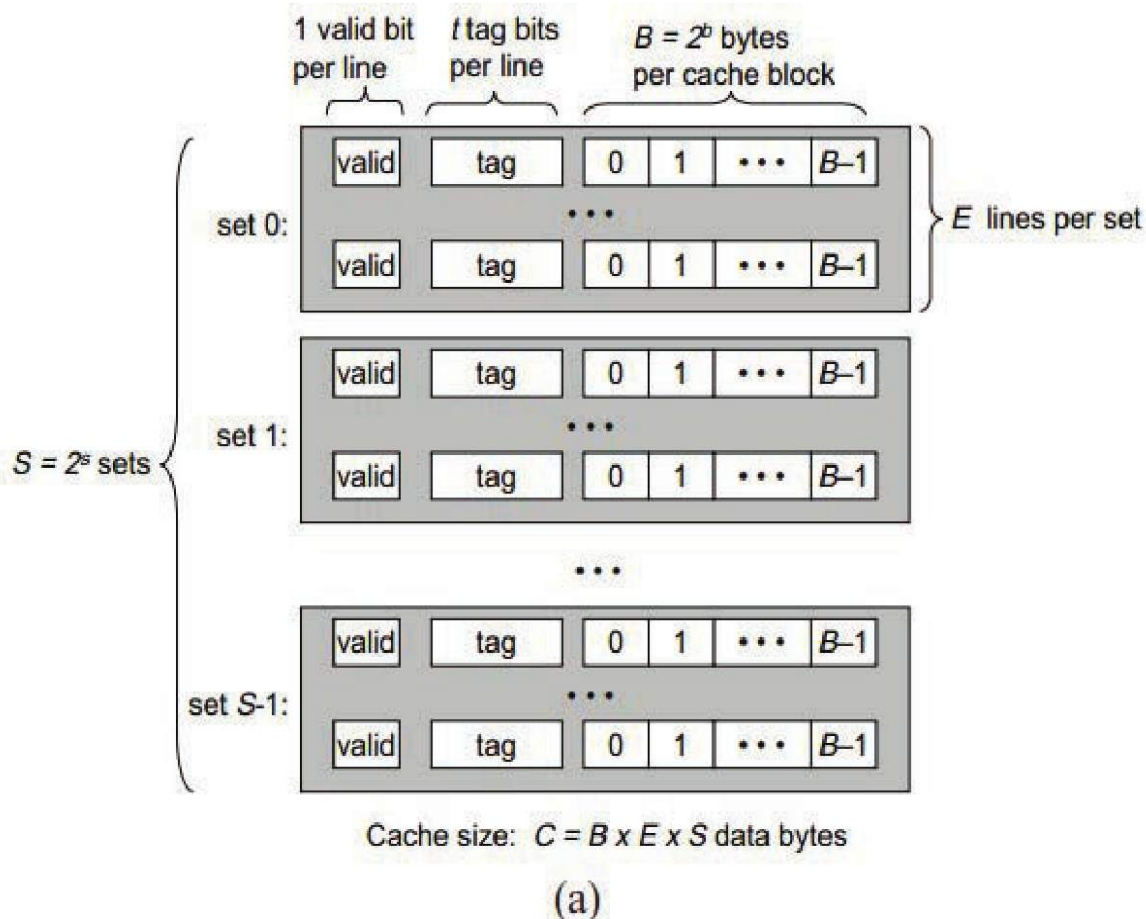 1 valid bit per line
t tag bits per line
B = 2ᵇ bytes per cache block
valid tag 0 1 ••• B–1
•••
set 0:
E lines per set
valid tag 0 1 ••• B–1
valid tag 0 1 ••• B–1
•••
set 1:
valid tag 0 1 ••• B–1
S = 2ˢ sets
•••
valid tag 0 1 ••• B–1
•••
set S-1:
valid tag 0 1 ••• B–1
Cache size: C = B x E x S data bytes
(a)